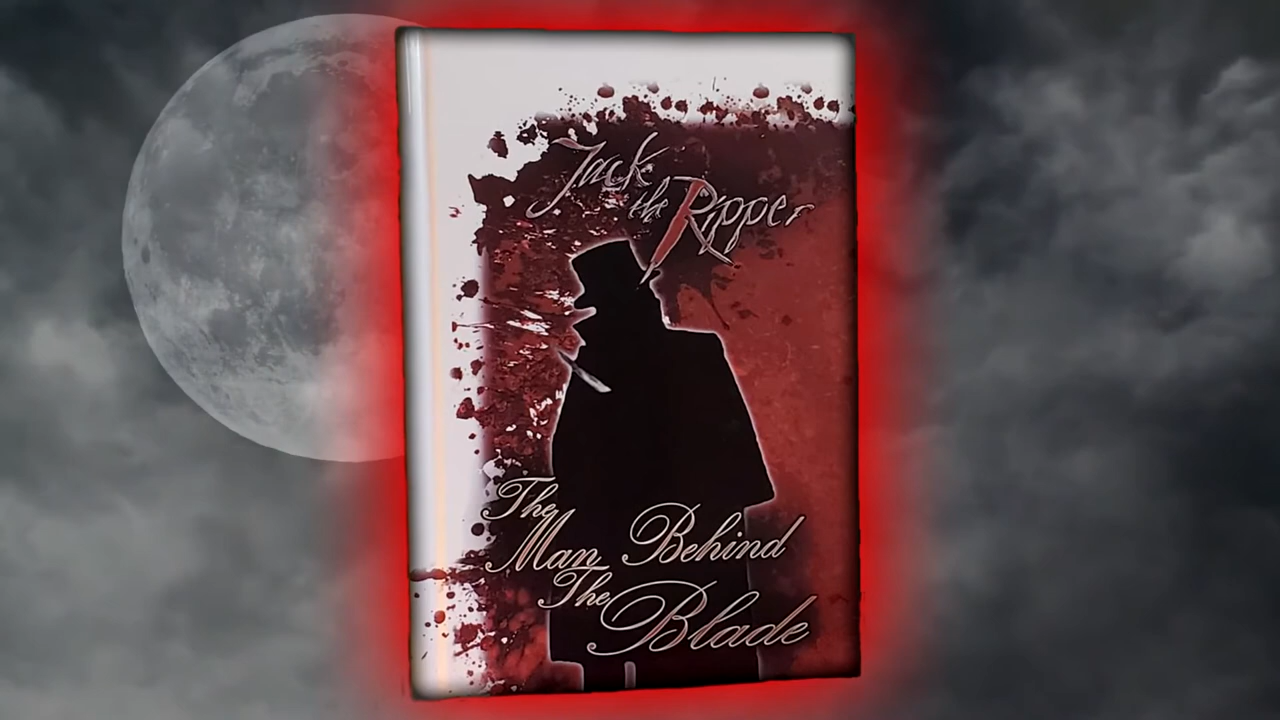 Jack
the Ripper
The
Man Behind
The
Blade